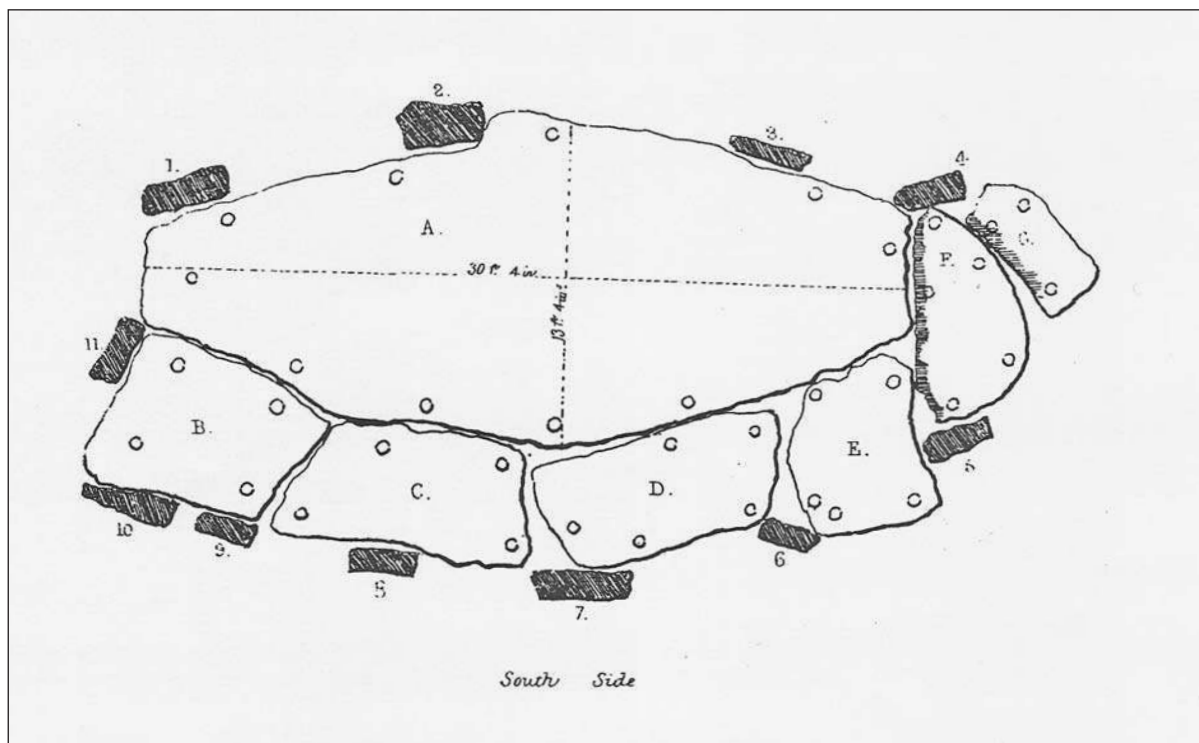 2.
1.
3.
4.
A.
F.
G.
30 ft. 4 in.
13 ft. 4 in
11.
B.
C.
D.
E.
5
10
9.
8
7.
6
South Side